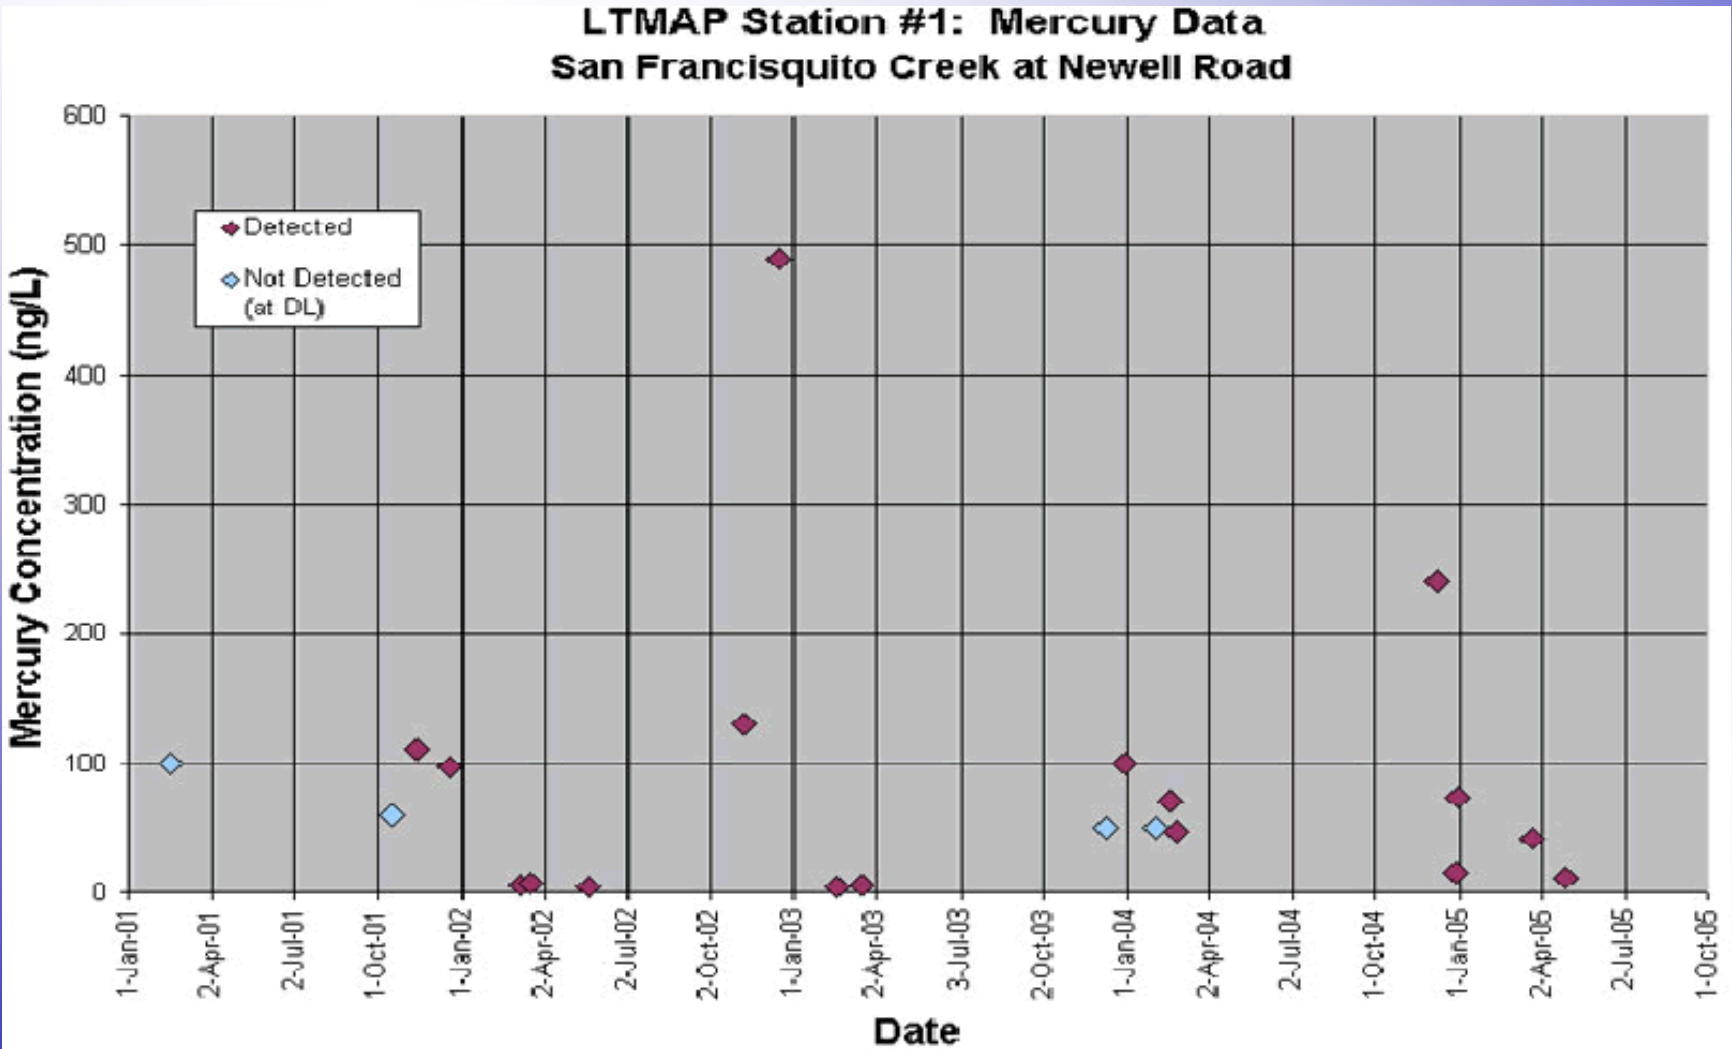 LTMAP Station #1: Mercury Data
San Francisquito Creek at Newell Road
Mercury Concentration (ng/L)
600
500
400
300
200
100
0
Detected
Not Detected
(at DL)
1-Jan-01
2-Apr-01
2-Jul-01
1-Oct-01
1-Jan-02
2-Apr-02
2-Jul-02
2-Oct-02
1-Jan-03
2-Apr-03
3-Jul-03
2-Oct-03
1-Jan-04
2-Apr-04
2-Jul-04
1-Oct-04
1-Jan-05
2-Apr-05
2-Jul-05
1-Oct-05
Date